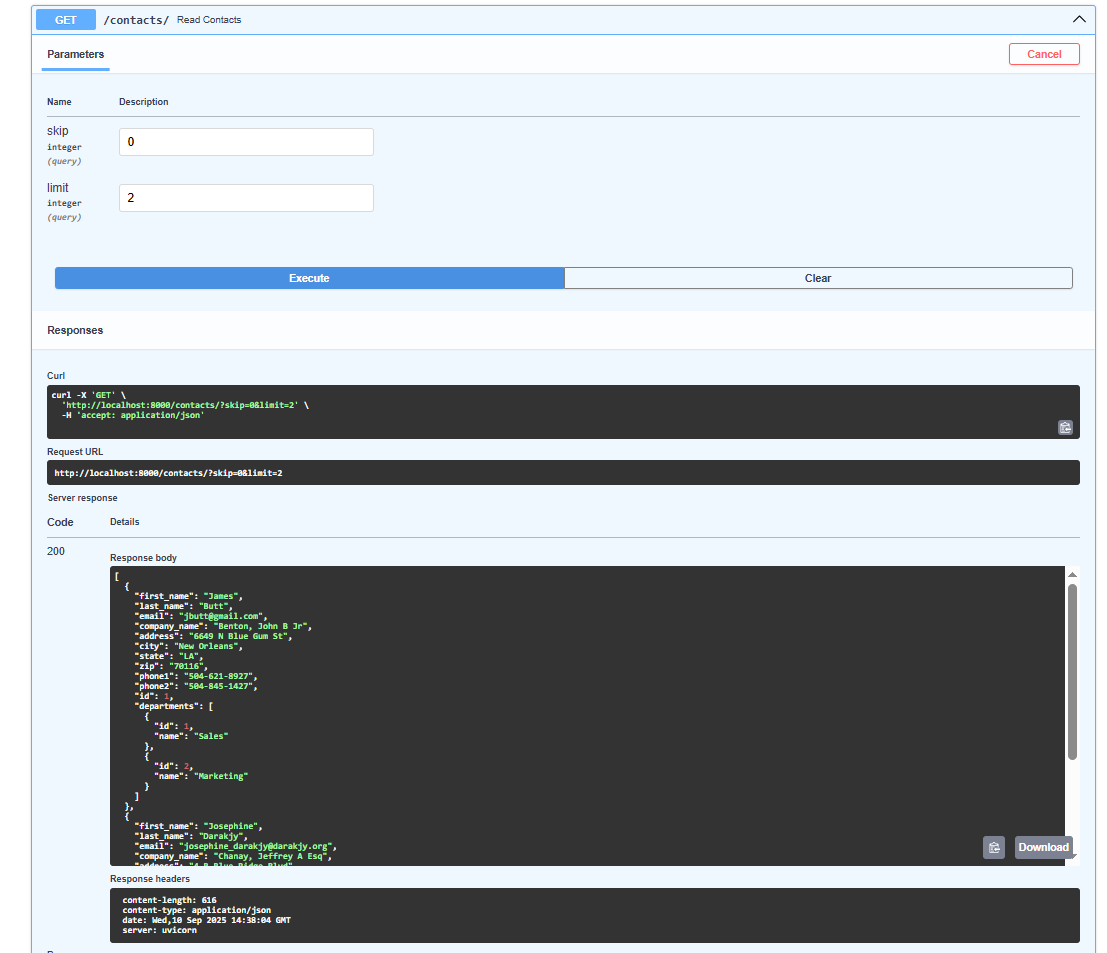 GET /contacts/ Read Contacts
Parameters
Cancel
Name Description
skip
integer
(query)
0
limit
integer
(query)
2
Execute Clear
Responses
Curl
curl -X 'GET' \
'http://localhost:8000/contacts/?skip=0&limit=2' \
-H 'accept: application/json'
Request URL
http://localhost:8000/contacts/?skip=0&limit=2
Server response
Code Details
200
Response body
[
{
"first_name": "James",
"last_name": "Butt",
"email": "jbutt@gmail.com",
"company_name": "Benton, John B Jr",
"address": "6649 N Blue Gum St",
"city": "New Orleans",
"state": "LA",
"zip": "70116",
"phone1": "504-621-8927",
"phone2": "504-845-1427",
"id": 1,
"departments": [
{
"id": 1,
"name": "Sales"
},
{
"id": 2,
"name": "Marketing"
}
]
},
{
"first_name": "Josephine",
"last_name": "Darakjy",
"email": "josephine_darakjy@darakjy.org",
"company_name": "Chanay, Jeffrey A Esq",
"address": "4 B Blue Ridge Blvd",
Download
Response headers
content-length: 616
content-type: application/json
date: Wed,10 Sep 2025 14:38:04 GMT
server: uvicorn